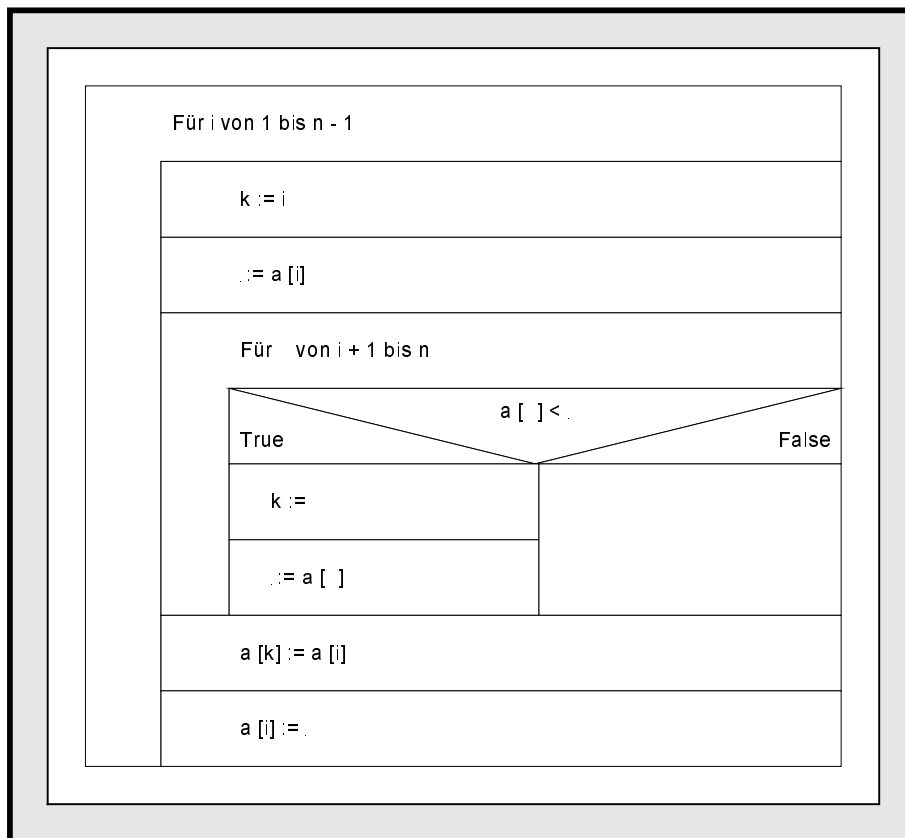 Für i von 1 bis n - 1
k := i
:= a [i]
Für von i + 1 bis n
a [ ] <
True
False
k :=
:= a [ ]
a [k] := a [i]
a [i] :=